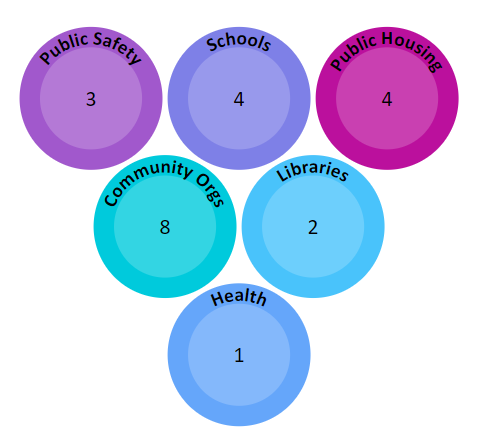 Public Safety
3
Schools
4
Public Housing
4
Community Orgs
8
Libraries
2
Health
1